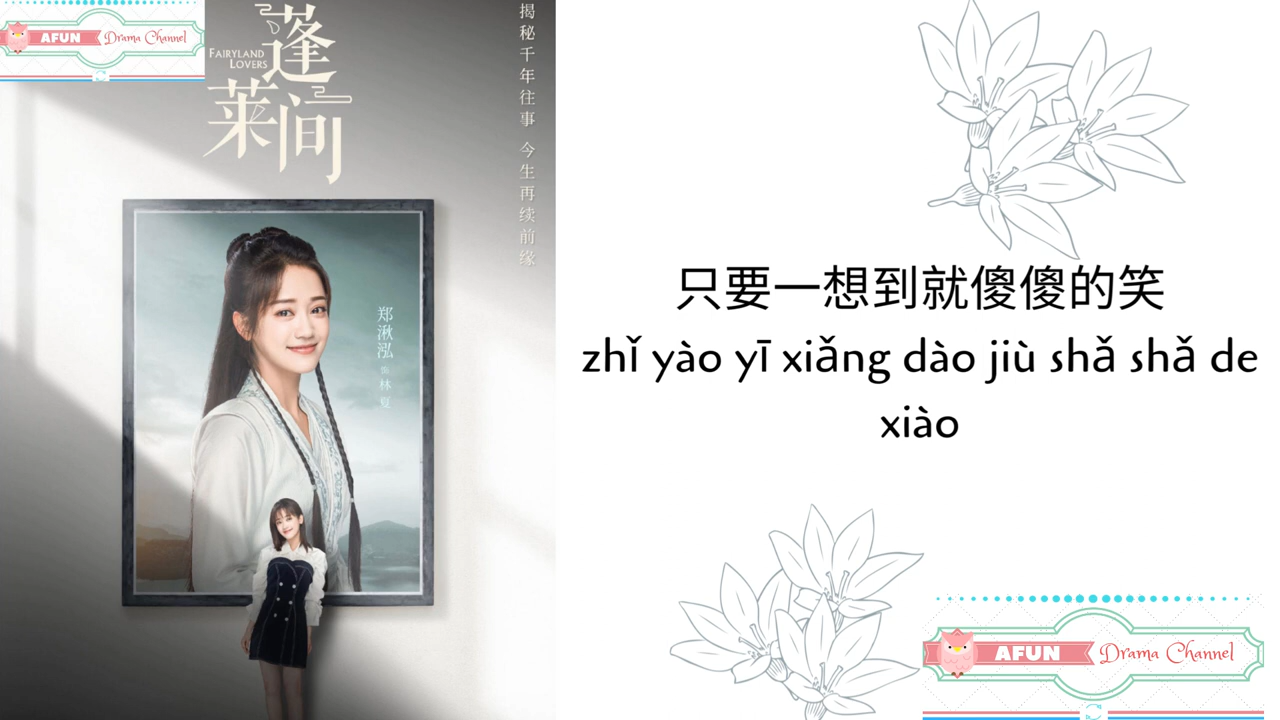 AFUN Drama Channel
FAIRYLAND
LOVERS
蓬
莱间
揭秘千年往事 今生再续前缘
郑湫泓
饰
林夏
只要一想到就傻傻的笑
zhǐ yào yī xiǎng dào jiù shǎ shǎ de
xiào
AFUN Drama Channel